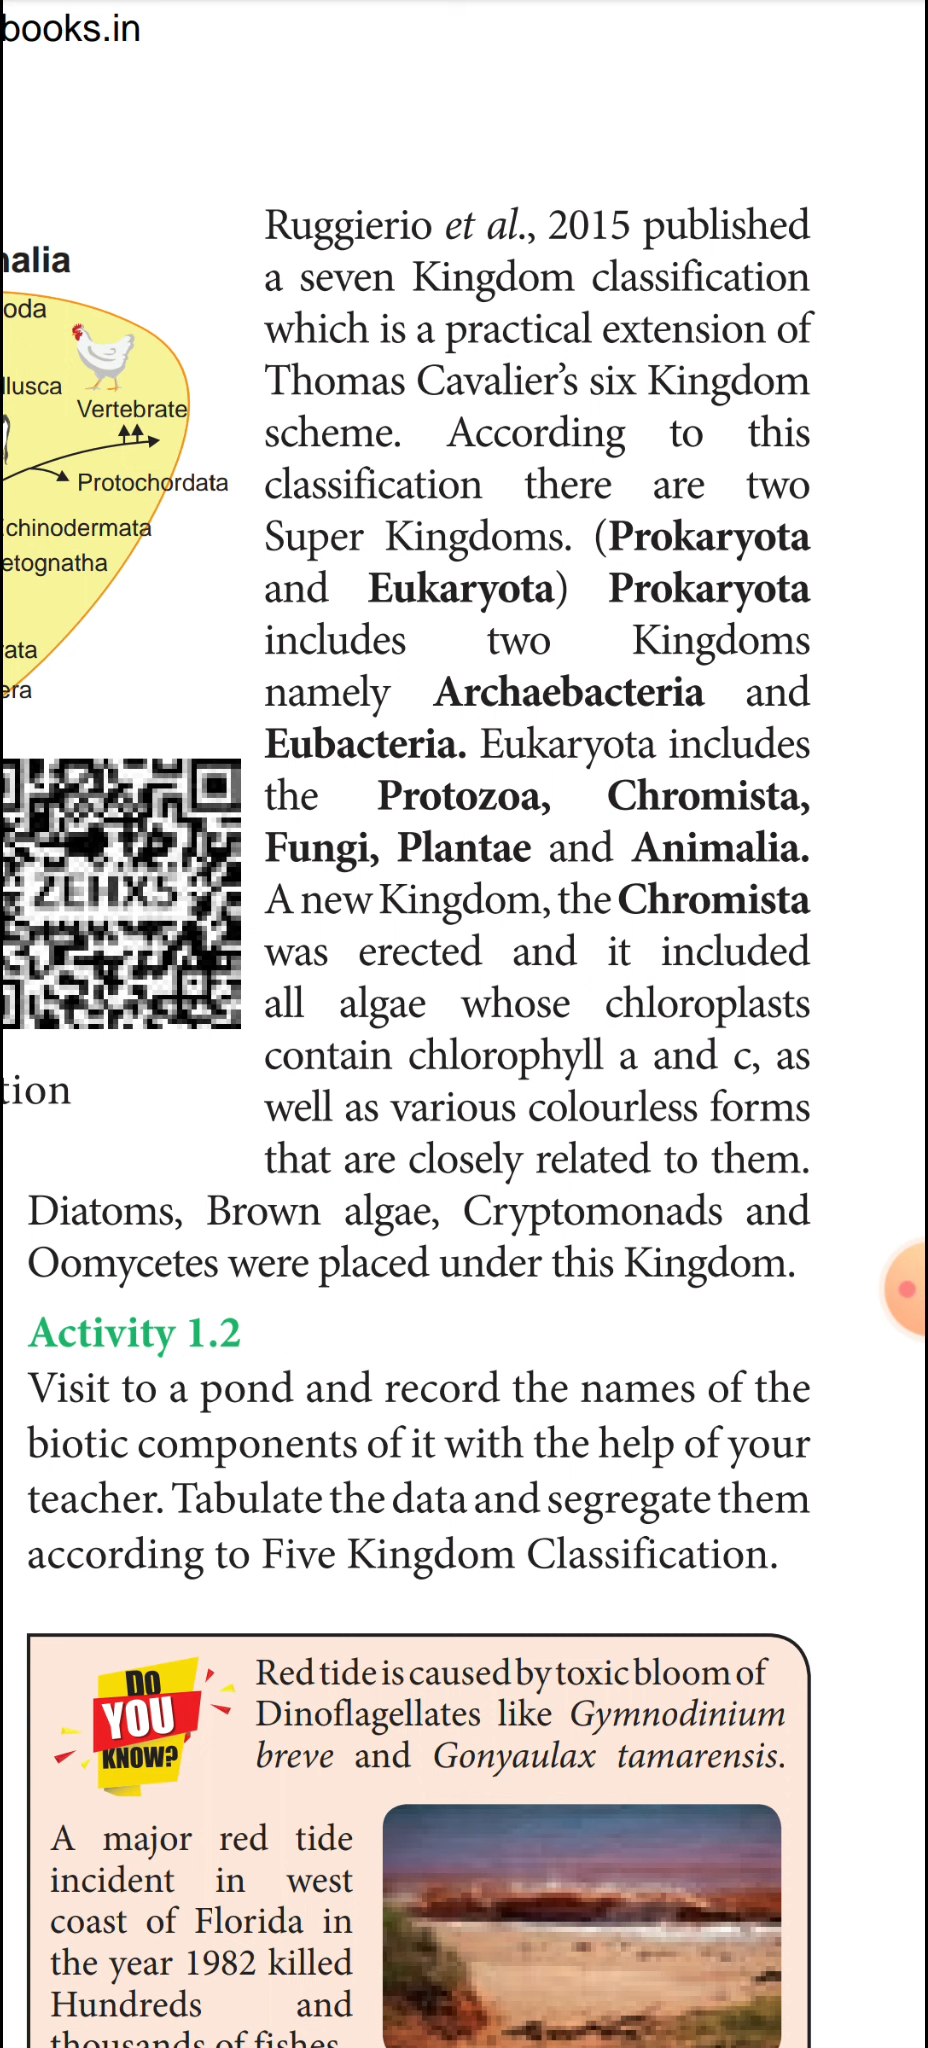 books.in
nalia
oda
llusca
Vertebrate
Protochordata
chinodermata
etognatha
rata
era
ZEHXS
tion
Ruggierio et al., 2015 published
a seven Kingdom classification
which is a practical extension of
Thomas Cavalier’s six Kingdom
scheme. According to this
classification there are two
Super Kingdoms. (Prokaryota
and Eukaryota) Prokaryota
includes two Kingdoms
namely Archaebacteria and
Eubacteria. Eukaryota includes
the Protozoa, Chromista,
Fungi, Plantae and Animalia.
A new Kingdom, the Chromista
was erected and it included
all algae whose chloroplasts
contain chlorophyll a and c, as
well as various colourless forms
that are closely related to them.
Diatoms, Brown algae, Cryptomonads and
Oomycetes were placed under this Kingdom.
Activity 1.2
Visit to a pond and record the names of the
biotic components of it with the help of your
teacher. Tabulate the data and segregate them
according to Five Kingdom Classification.
DO
YOU
KNOW?
Red tide is caused by toxic bloom of
Dinoflagellates like Gymnodinium
breve and Gonyaulax tamarensis.
A major red tide
incident in west
coast of Florida in
the year 1982 killed
Hundreds and
thousands of fishes